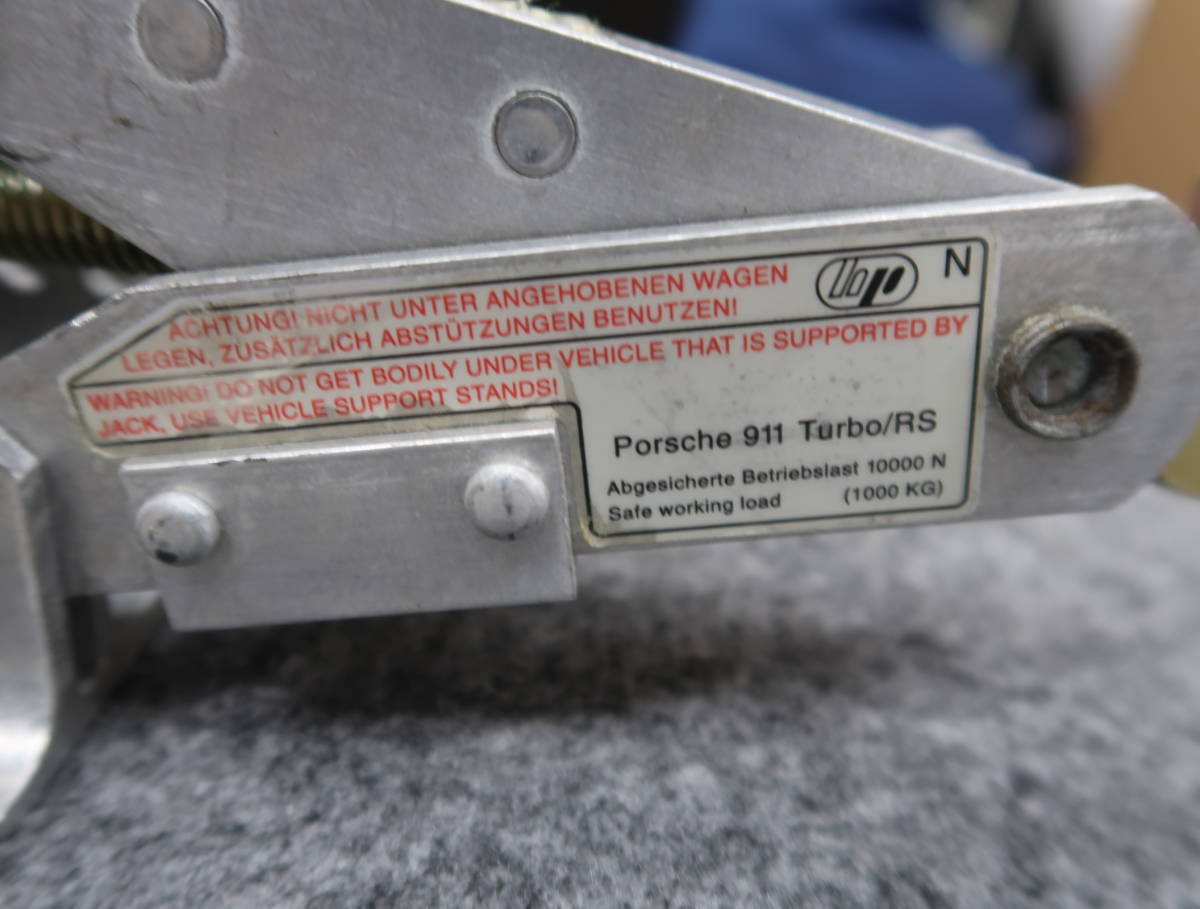 ACHTUNG! NICHT UNTER ANGEHOBENEN WAGEN
LEGEN, ZUSÄTZLICH ABSTÜTZUNGEN BENUTZEN!
N
WARNING! DO NOT GET BODILY UNDER VEHICLE THAT IS SUPPORTED BY
JACK, USE VEHICLE SUPPORT STANDS!
Porsche 911 Turbo/RS
Abgesicherte Betriebslast 10000 N
Safe working load (1000 KG)